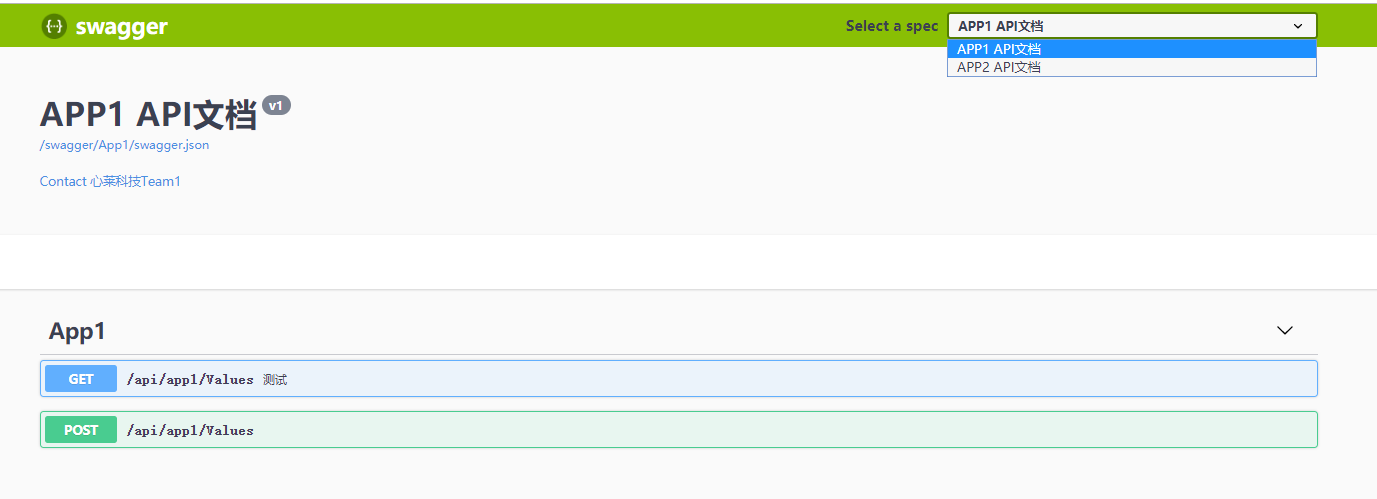 swagger
Select a spec APP1 API文档
APP1 API文档
APP2 API文档
APP1 API文档 v1
/swagger/App1/swagger.json
Contact 心莱科技Team1
App1
GET /api/app1/Values 测试
POST /api/app1/Values